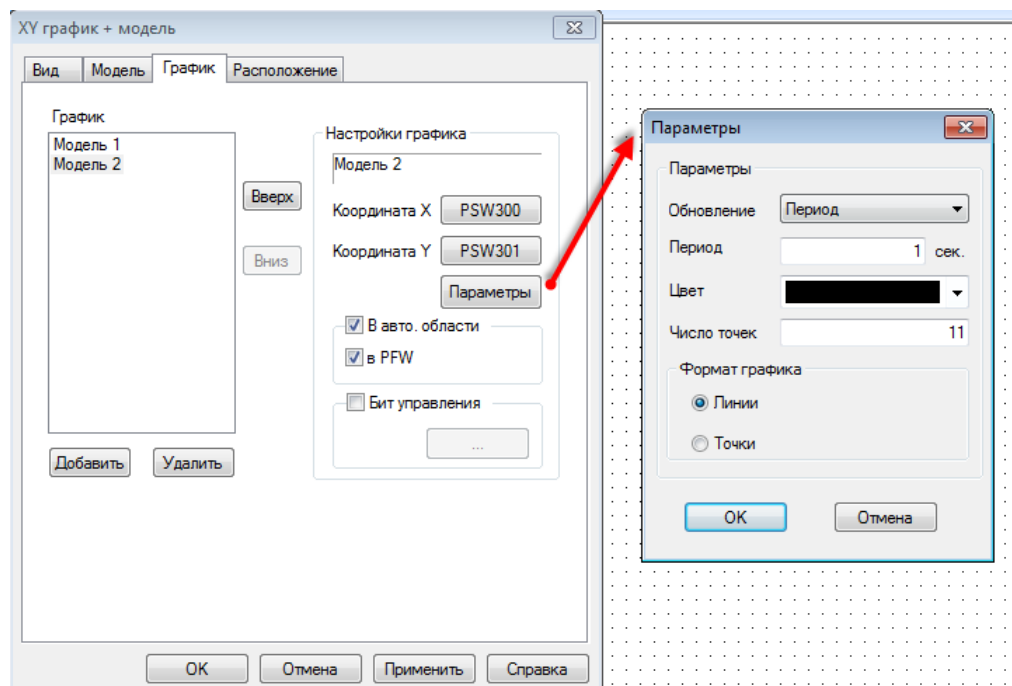 XY график + модель
Вид Модель График Расположение
График
Модель 1
Модель 2
Вверх
Вниз
Добавить Удалить
Настройки графика
Модель 2
Координата X PSW300
Координата Y PSW301
Параметры
В авто. области
в PFW
Бит управления
...
OK Отмена Применить Справка
Параметры
Параметры
Обновление Период
Период 1 сек.
Цвет
Число точек 11
Формат графика
Линии
Точки
OK Отмена